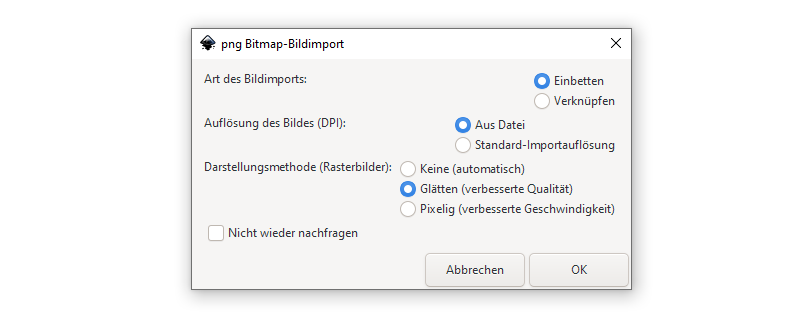 png Bitmap-Bildimport
Art des Bildimports:
Einbetten
Verknüpfen
Auflösung des Bildes (DPI):
Aus Datei
Standard-Importauflösung
Darstellungsmethode (Rasterbilder):
Keine (automatisch)
Glätten (verbesserte Qualität)
Pixelig (verbesserte Geschwindigkeit)
Nicht wieder nachfragen
Abbrechen OK